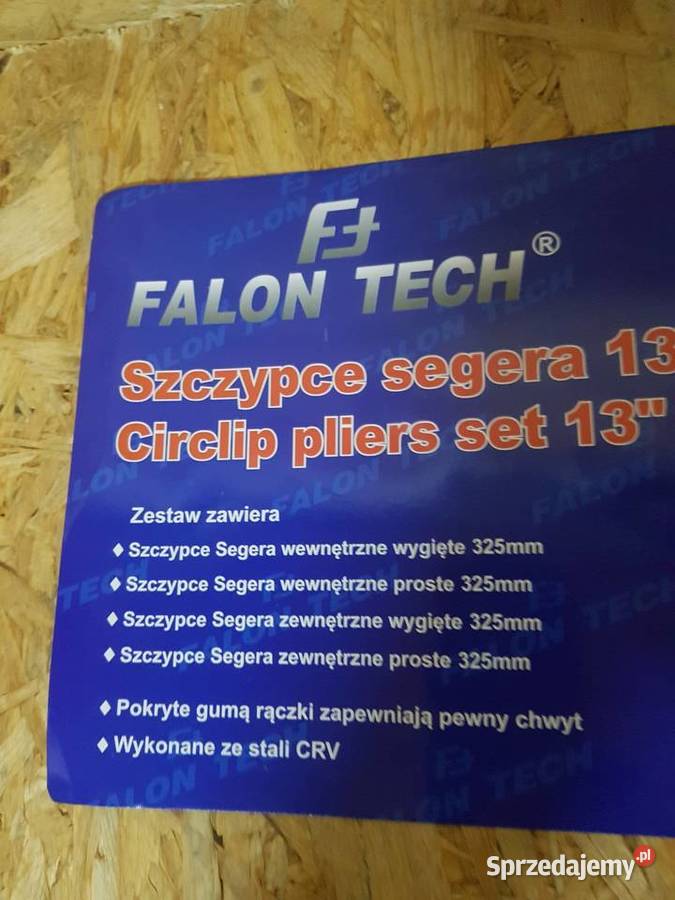 FALON TECH®
Szczypce segera 13
Circlip pliers set 13"
Zestaw zawiera
♦ Szczypce Segera wewnętrzne wygięte 325mm
♦ Szczypce Segera wewnętrzne proste 325mm
♦ Szczypce Segera zewnętrzne wygięte 325mm
♦ Szczypce Segera zewnętrzne proste 325mm
♦ Pokryte gumą rączki zapewniają pewny chwyt
♦ Wykonane ze stali CRV
Sprzedajemy.pl